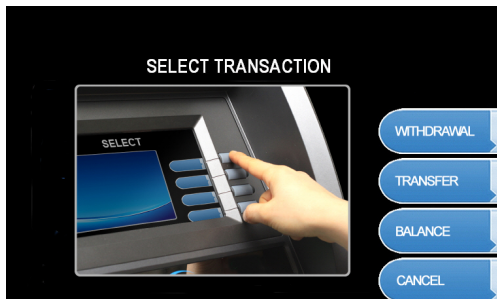 SELECT TRANSACTION
SELECT
WITHDRAWAL
TRANSFER
BALANCE
CANCEL